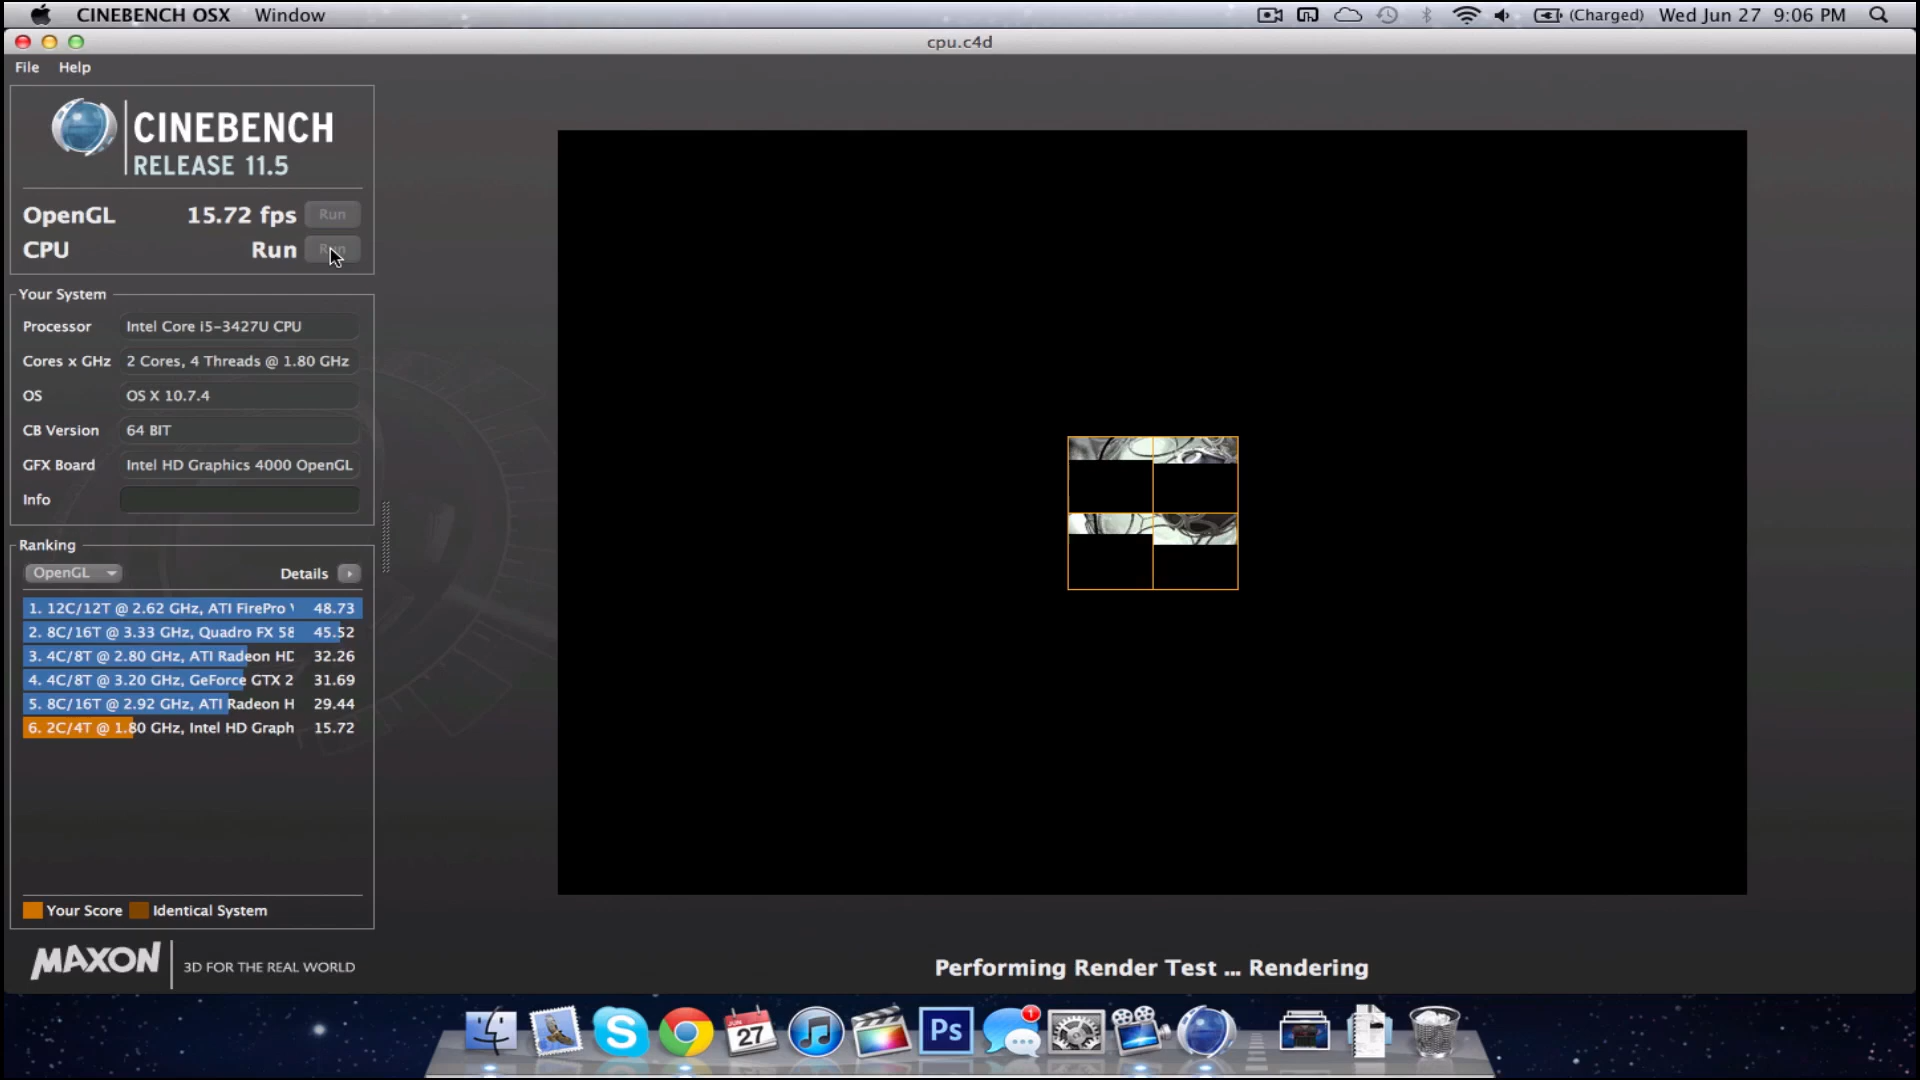 CINEBENCH OSX Window
(Charged) Wed Jun 27 9:06 PM
cpu.c4d
File Help
CINEBENCH
RELEASE 11.5
OpenGL 15.72 fps Run
CPU Run Run
Your System
Processor Intel Core i5-3427U CPU
Cores x GHz 2 Cores, 4 Threads @ 1.80 GHz
OS OS X 10.7.4
CB Version 64 BIT
GFX Board Intel HD Graphics 4000 OpenGL
Info
Ranking
OpenGL Details
1. 12C/12T @ 2.62 GHz, ATI FirePro 48.73
2. 8C/16T @ 3.33 GHz, Quadro FX 58 45.52
3. 4C/8T @ 2.80 GHz, ATI Radeon HD 32.26
4. 4C/8T @ 3.20 GHz, GeForce GTX 2 31.69
5. 8C/16T @ 2.92 GHz, ATI Radeon H 29.44
6. 2C/4T @ 1.80 GHz, Intel HD Graph 15.72
Your Score Identical System
MAXON 3D FOR THE REAL WORLD
Performing Render Test ... Rendering
JUN
27
Ps
1